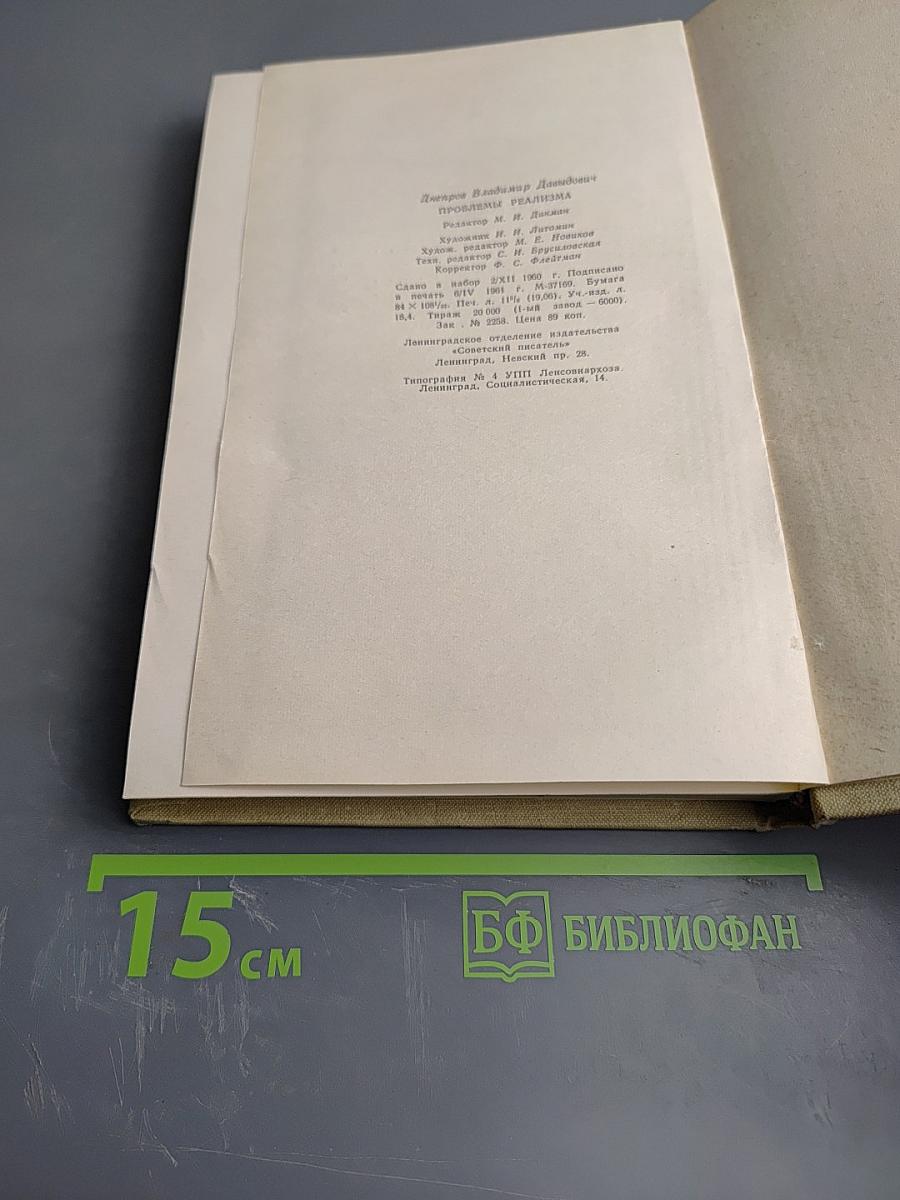 Днепров Владимир Давыдович
ПРОБЛЕМЫ РЕАЛИЗМА
Редактор М. И. Дикман
Художник И. И. Литомин
Худож. редактор М. Е. Новиков
Техн. редактор С. И. Брусиловская
Корректор Ф. С. Флейтман
Сдано в набор 2/XII 1960 г. Подписано
в печать 6/IV 1961 г. М-37169. Бумага
84 × 108¹/₃₂. Печ. л. 11⅝ (19,06). Уч.-изд. л.
18,4. Тираж 20 000 (1-ый завод — 6000).
Зак. № 2258. Цена 89 коп.
Ленинградское отделение издательства
«Советский писатель»
Ленинград, Невский пр. 28.
Типография № 4 УПП Ленсовнархоза.
Ленинград, Социалистическая, 14.
15 см
БФ БИБЛИОФАН